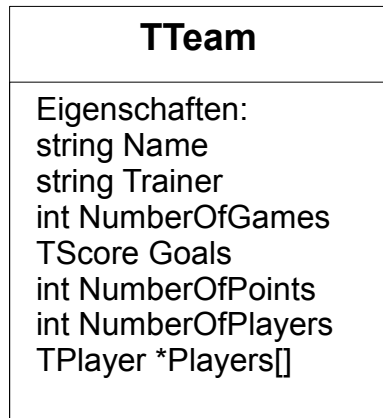 TTeam
Eigenschaften:
string Name
string Trainer
int NumberOfGames
TScore Goals
int NumberOfPoints
int NumberOfPlayers
TPlayer *Players[]